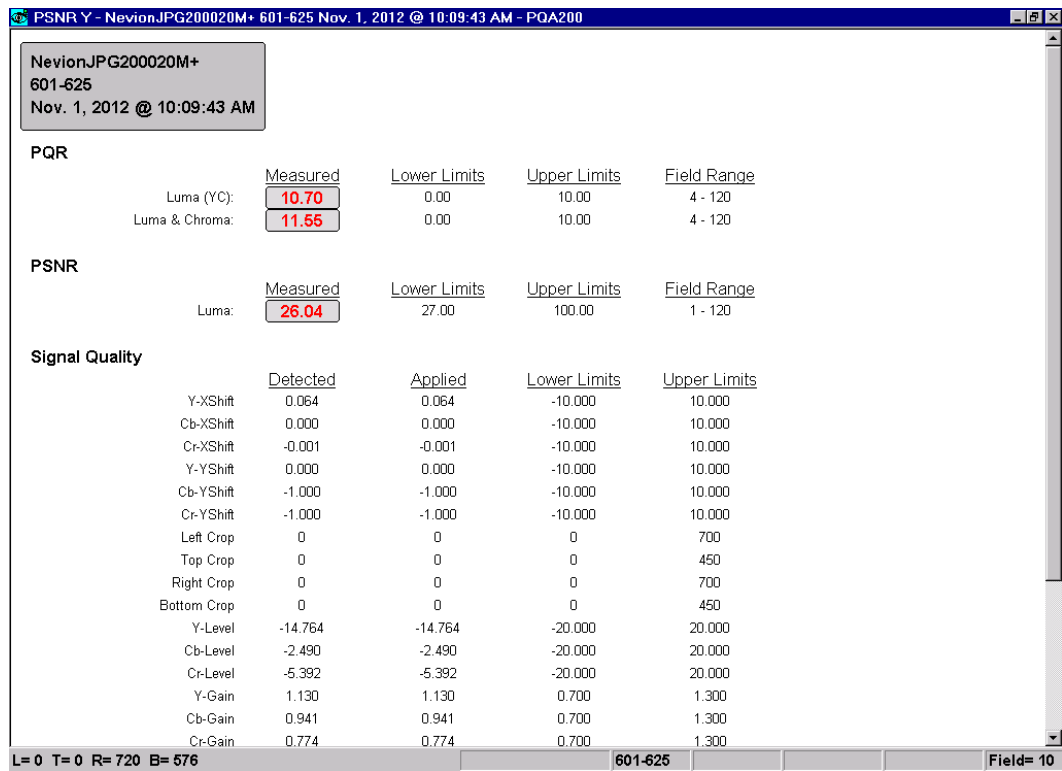 PSNR Y - NevionJPG200020M+ 601-625 Nov. 1, 2012 @ 10:09:43 AM - PQA200
NevionJPG200020M+
601-625
Nov. 1, 2012 @ 10:09:43 AM
PQR
Measured Lower Limits Upper Limits Field Range
Luma (YC): 10.70 0.00 10.00 4 - 120
Luma & Chroma: 11.55 0.00 10.00 4 - 120
PSNR
Measured Lower Limits Upper Limits Field Range
Luma: 26.04 27.00 100.00 1 - 120
Signal Quality
Detected Applied Lower Limits Upper Limits
Y-XShift 0.064 0.064 -10.000 10.000
Cb-XShift 0.000 0.000 -10.000 10.000
Cr-XShift -0.001 -0.001 -10.000 10.000
Y-YShift 0.000 0.000 -10.000 10.000
Cb-YShift -1.000 -1.000 -10.000 10.000
Cr-YShift -1.000 -1.000 -10.000 10.000
Left Crop 0 0 0 700
Top Crop 0 0 0 450
Right Crop 0 0 0 700
Bottom Crop 0 0 0 450
Y-Level -14.764 -14.764 -20.000 20.000
Cb-Level -2.490 -2.490 -20.000 20.000
Cr-Level -5.392 -5.392 -20.000 20.000
Y-Gain 1.130 1.130 0.700 1.300
Cb-Gain 0.941 0.941 0.700 1.300
Cr-Gain 0.774 0.774 0.700 1.300
L= 0 T= 0 R= 720 B= 576 601-625 Field= 10